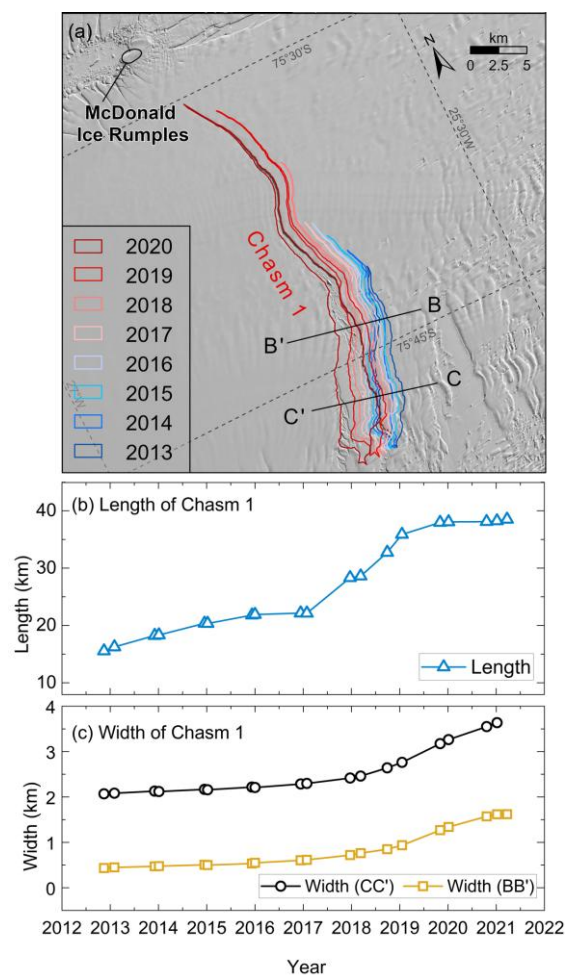 (a)
75°30'S
N
km
0 2.5 5
McDonald
Ice Rumples
25°30'W
Chasm 1
2020
2019
2018
2017
2016
2015
2014
2013
B
B'
75°45'S
C
C'
27°W
(b) Length of Chasm 1
40
30
20
10
Length (km)
Length
(c) Width of Chasm 1
4
3
2
1
0
Width (km)
Width (CC') Width (BB')
2012 2013 2014 2015 2016 2017 2018 2019 2020 2021 2022
Year